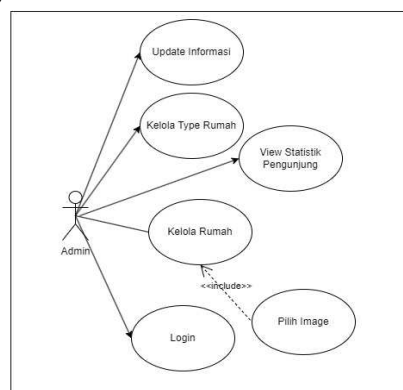 Update Informasi
Kelola Type Rumah
View Statistik
Pengunjung
Admin
Kelola Rumah
<<include>>
Pilih Image
Login